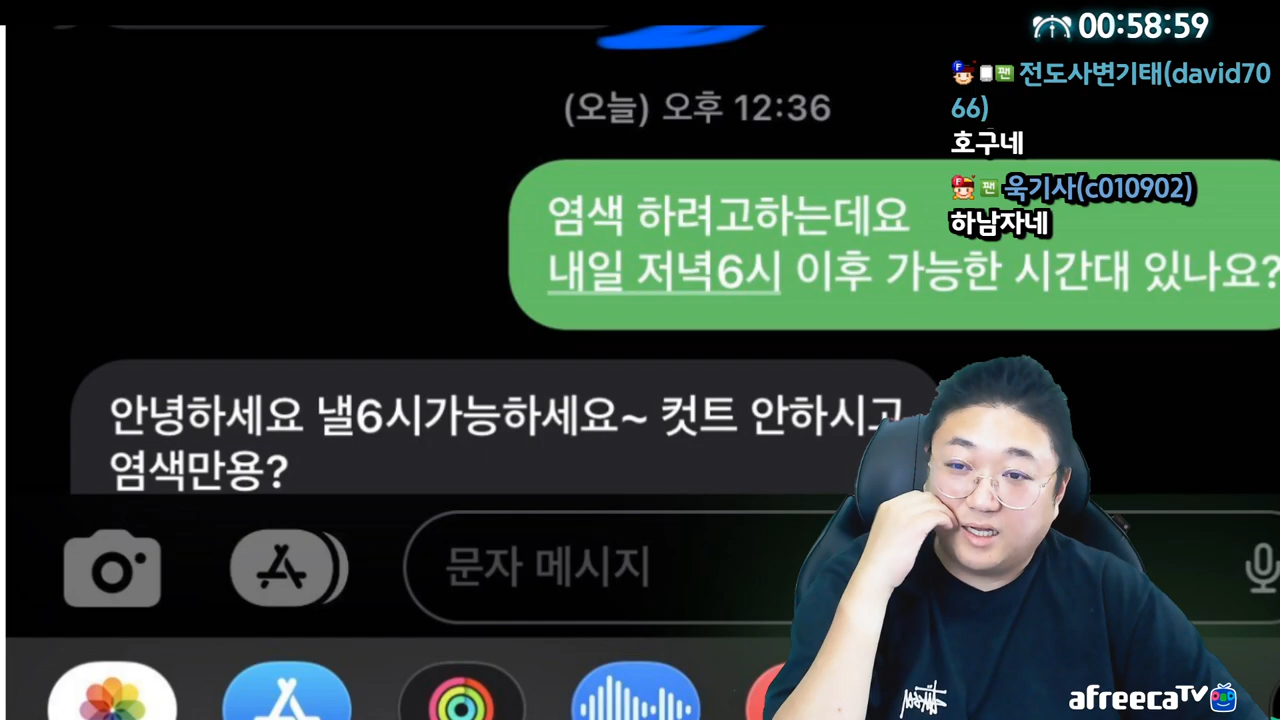 00:58:59
전도사변기태(david70
66)
호구네
욱기사(c010902)
하남자네
(오늘) 오후 12:36
염색 하려고하는데요
내일 저녁6시 이후 가능한 시간대 있나요?
안녕하세요 낼6시가능하세요~ 컷트 안하시고
염색만용?
문자 메시지
afreecaTV